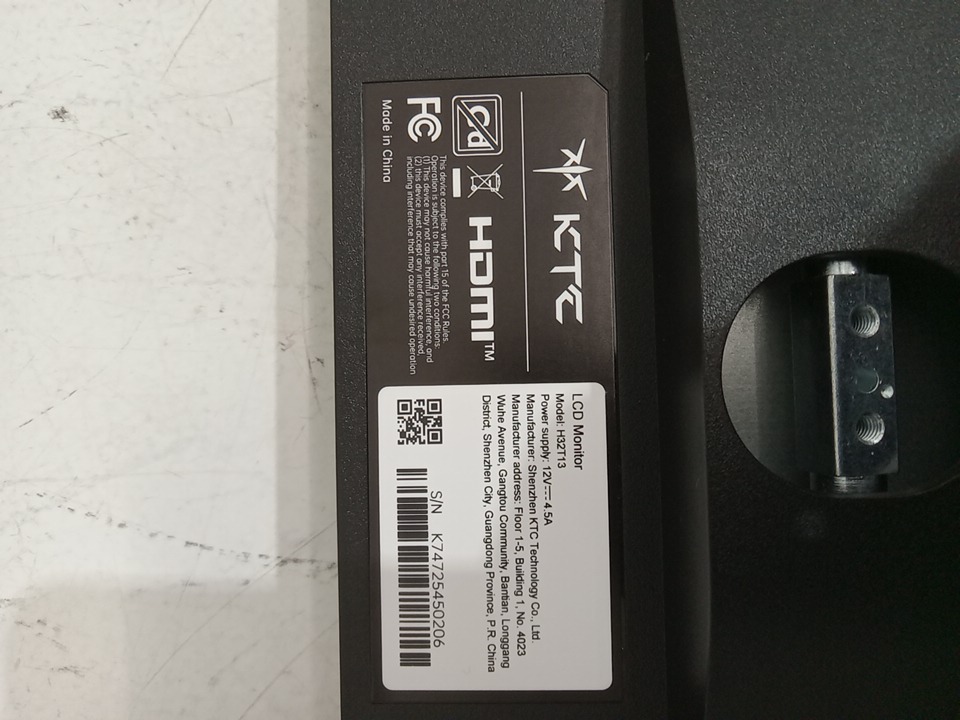 KTC
Cd
HDMI™
FC
This device complies with part 15 of the FCC Rules.
Operation is subject to the following two conditions:
(1) This device may not cause harmful interference, and
(2) this device must accept any interference received,
including interference that may cause undesired operation
Made in China
LCD Monitor
Model: H32T13
Power supply: 12V⎓ 4.5A
Manufacturer: Shenzhen KTC Technology Co., Ltd.
Manufacturer address: Floor 1-5, Building 1, No. 4023
Wuhe Avenue, Gangtou Community, Bantian, Longgang
District, Shenzhen City, Guangdong Province, P.R. China
S/N K74725450206